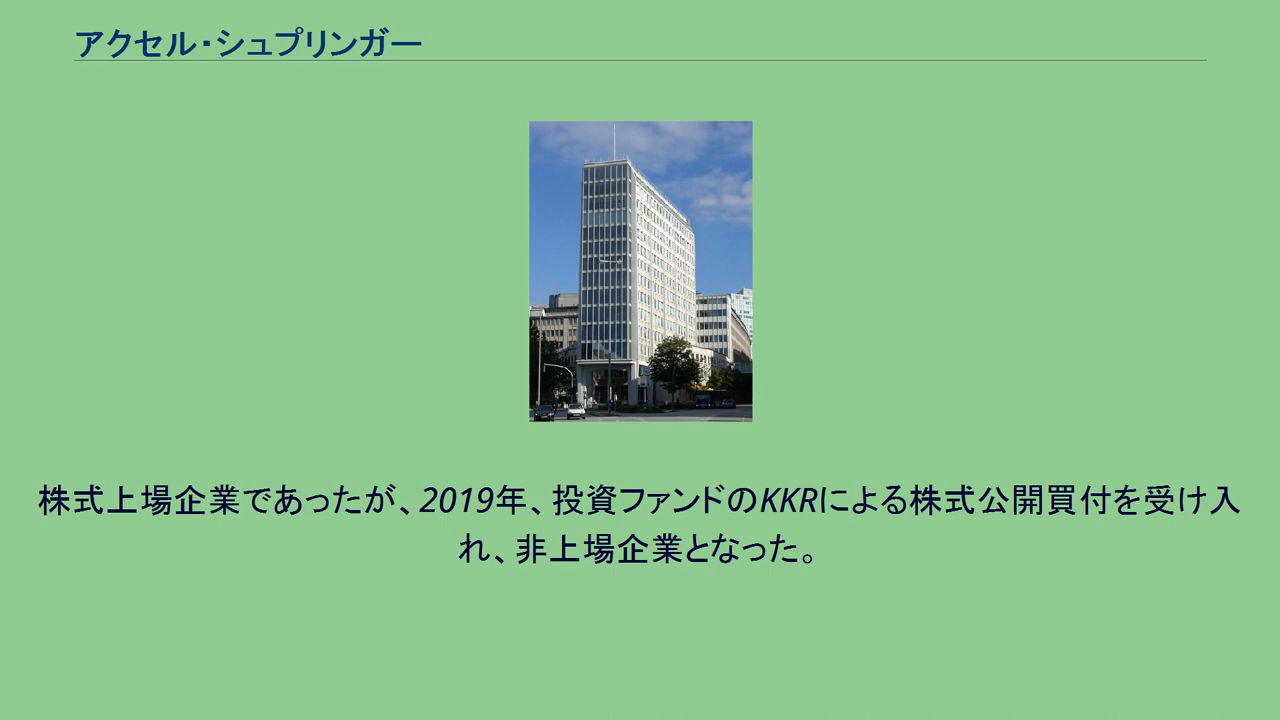 アクセル・シュプリンガー
株式上場企業であったが、2019年、投資ファンドのKKRによる株式公開買付を受け入
れ、非上場企業となった。